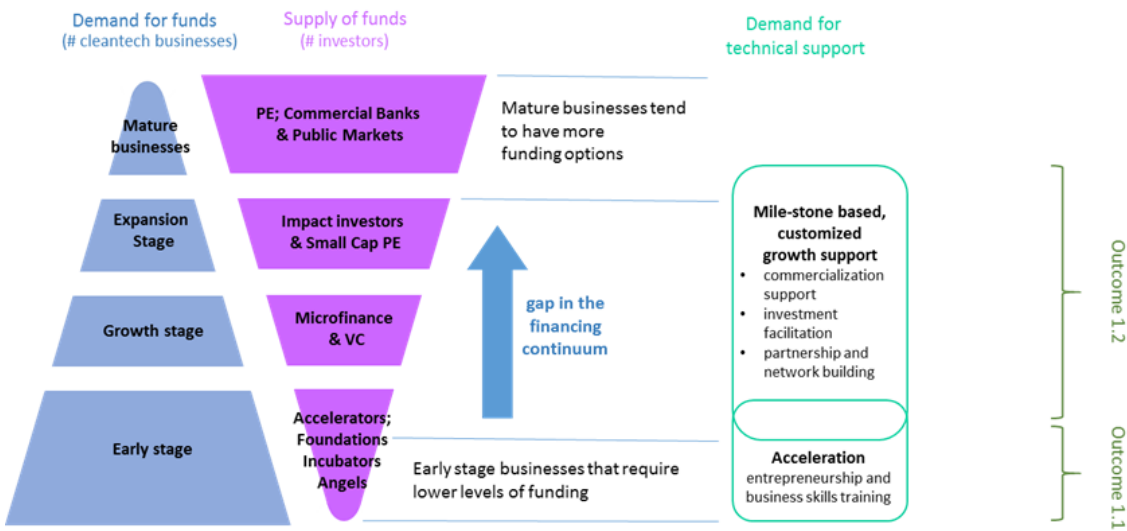 Demand for funds
(# cleantech businesses)
Supply of funds
(# investors)
Demand for
technical support
Mature
businesses
PE; Commercial Banks
& Public Markets
Mature businesses tend
to have more
funding options
Expansion
Stage
Impact investors
& Small Cap PE
Growth stage
Microfinance
& VC
gap in the
financing
continuum
Early stage
Accelerators;
Foundations
Incubators
Angels
Early stage businesses that require
lower levels of funding
Mile-stone based,
customized
growth support
• commercialization
support
• investment
facilitation
• partnership and
network building
Acceleration
entrepreneurship and
business skills training
Outcome 1.2
Outcome 1.1